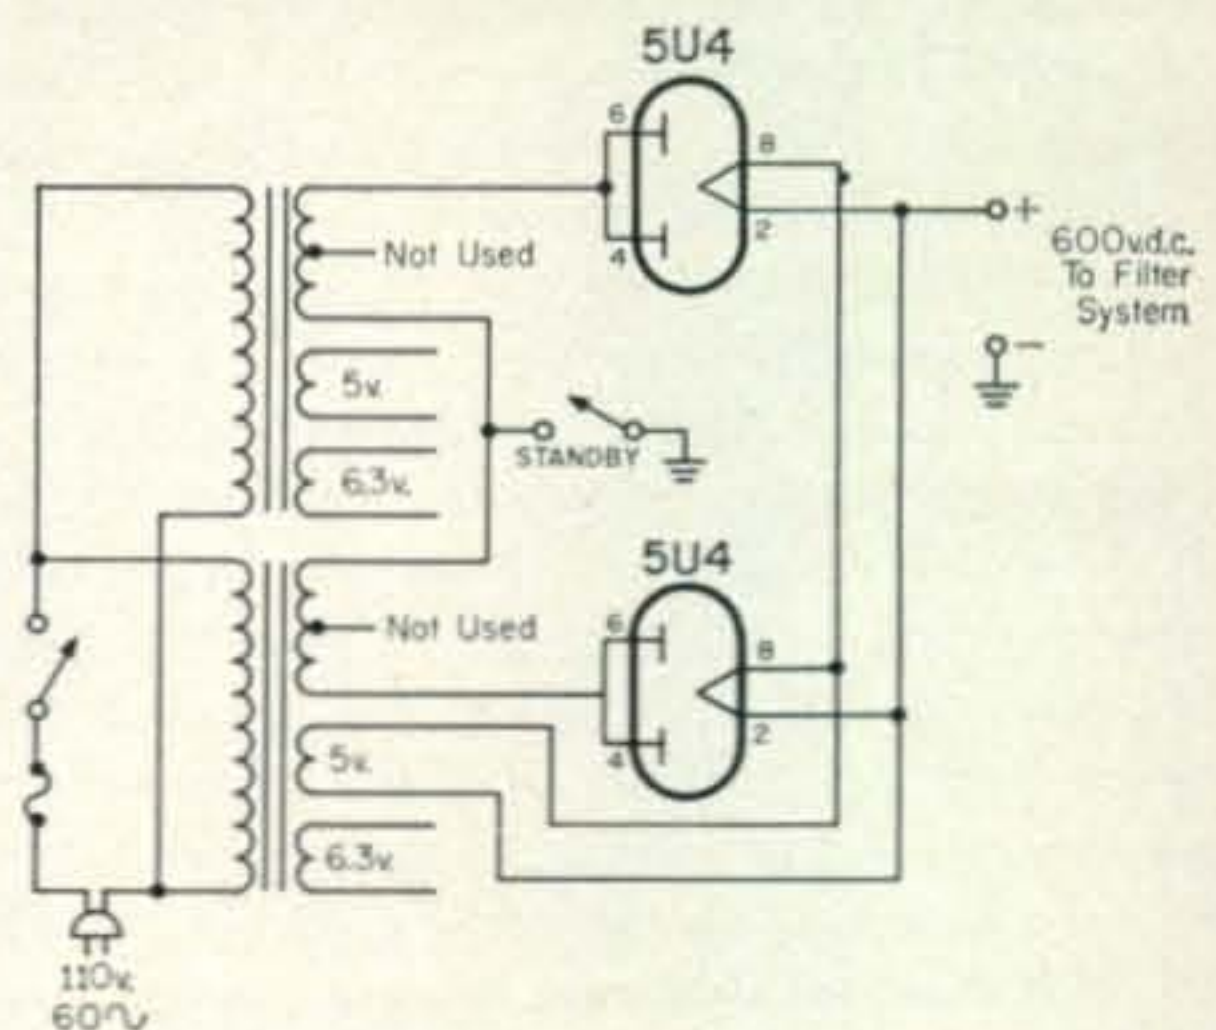 5U4
6
8
4
2
Not Used
+
600v.d.c.
To Filter
System
−
5v.
STANDBY
6.3v.
5U4
6
8
4
2
Not Used
5v.
6.3v.
110v.
60∿